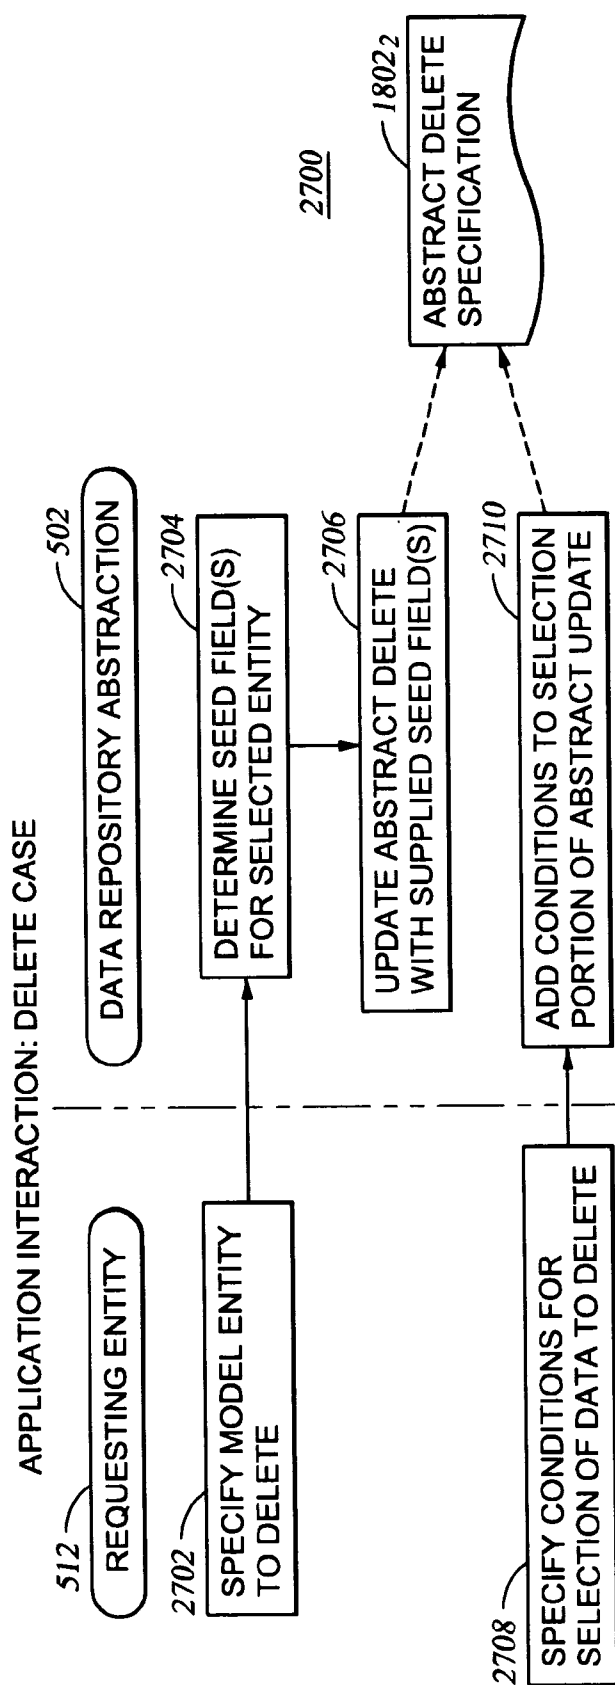 APPLICATION INTERACTION: DELETE CASE
512
REQUESTING ENTITY
502
DATA REPOSITORY ABSTRACTION
2700
2702
SPECIFY MODEL ENTITY
TO DELETE
2704
DETERMINE SEED FIELD(S)
FOR SELECTED ENTITY
2706
UPDATE ABSTRACT DELETE
WITH SUPPLIED SEED FIELD(S)
1802₂
ABSTRACT DELETE
SPECIFICATION
2708
SPECIFY CONDITIONS FOR
SELECTION OF DATA TO DELETE
2710
ADD CONDITIONS TO SELECTION
PORTION OF ABSTRACT UPDATE